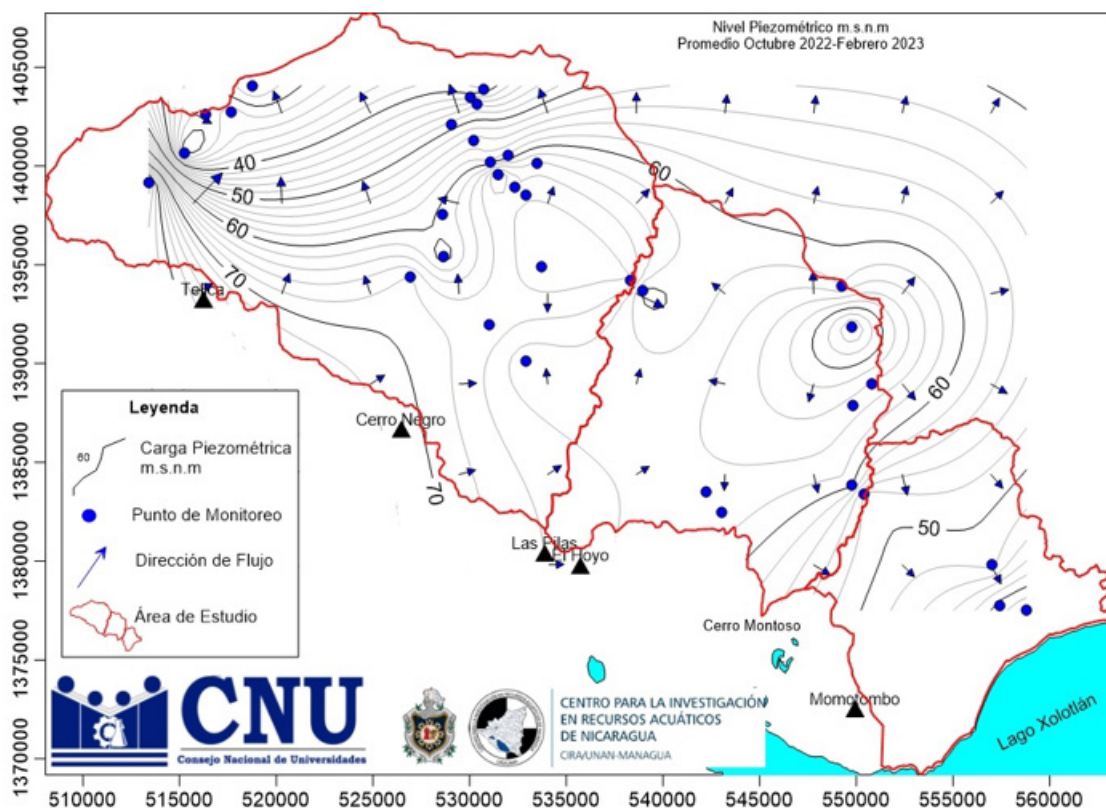 Nivel Piezométrico m.s.n.m
Promedio Octubre 2022-Febrero 2023
1405000
1400000
1395000
1390000
1385000
1380000
1375000
1370000
40
50
60
70
60
60
70
50
Telica
Cerro Negro
Las Pilas
El Hoyo
Cerro Montoso
Momotombo
Lago Xolotlán
Leyenda
60
Carga Piezométrica
m.s.n.m
Punto de Monitoreo
Dirección de Flujo
Área de Estudio
CNU
Consejo Nacional de Universidades
CENTRO PARA LA INVESTIGACIÓN
EN RECURSOS ACUÁTICOS
DE NICARAGUA
CIRA/UNAN-MANAGUA
510000 515000 520000 525000 530000 535000 540000 545000 550000 555000 560000